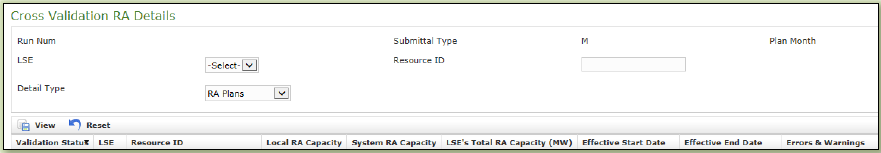 Cross Validation RA Details
Run Num Submittal Type M Plan Month
LSE -Select- Resource ID
Detail Type RA Plans
View Reset
Validation Status LSE Resource ID Local RA Capacity System RA Capacity LSE's Total RA Capacity (MW) Effective Start Date Effective End Date Errors & Warnings